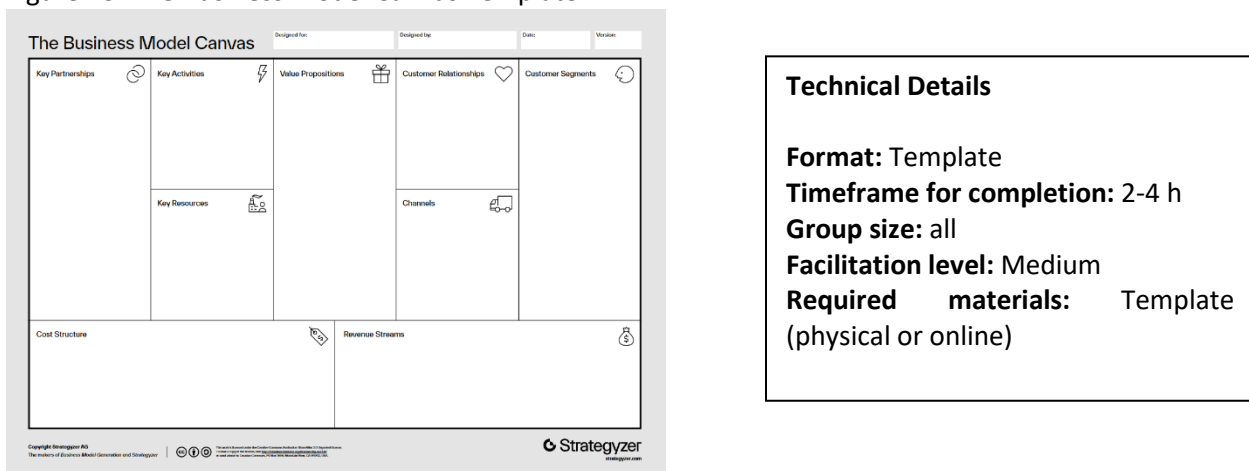 The Business Model Canvas
Designed for:
Designed by:
Date:
Version:
Key Partnerships
Key Activities
Value Propositions
Customer Relationships
Customer Segments
Key Resources
Channels
Cost Structure
Revenue Streams
Copyright Strategyzer AG
The makers of Business Model Generation and Strategyzer
Strategyzer
strategyzer.com
Technical Details
Format: Template
Timeframe for completion: 2-4 h
Group size: all
Facilitation level: Medium
Required materials: Template
(physical or online)